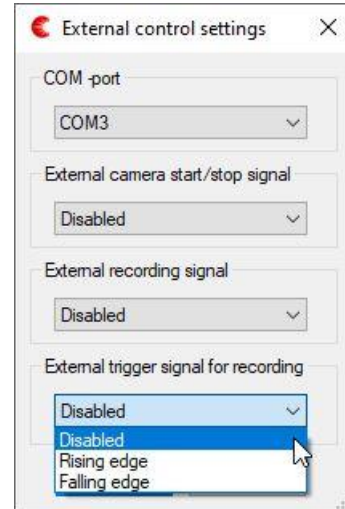 External control settings
COM -port
COM3
External camera start/stop signal
Disabled
External recording signal
Disabled
External trigger signal for recording
Disabled
Disabled
Rising edge
Falling edge